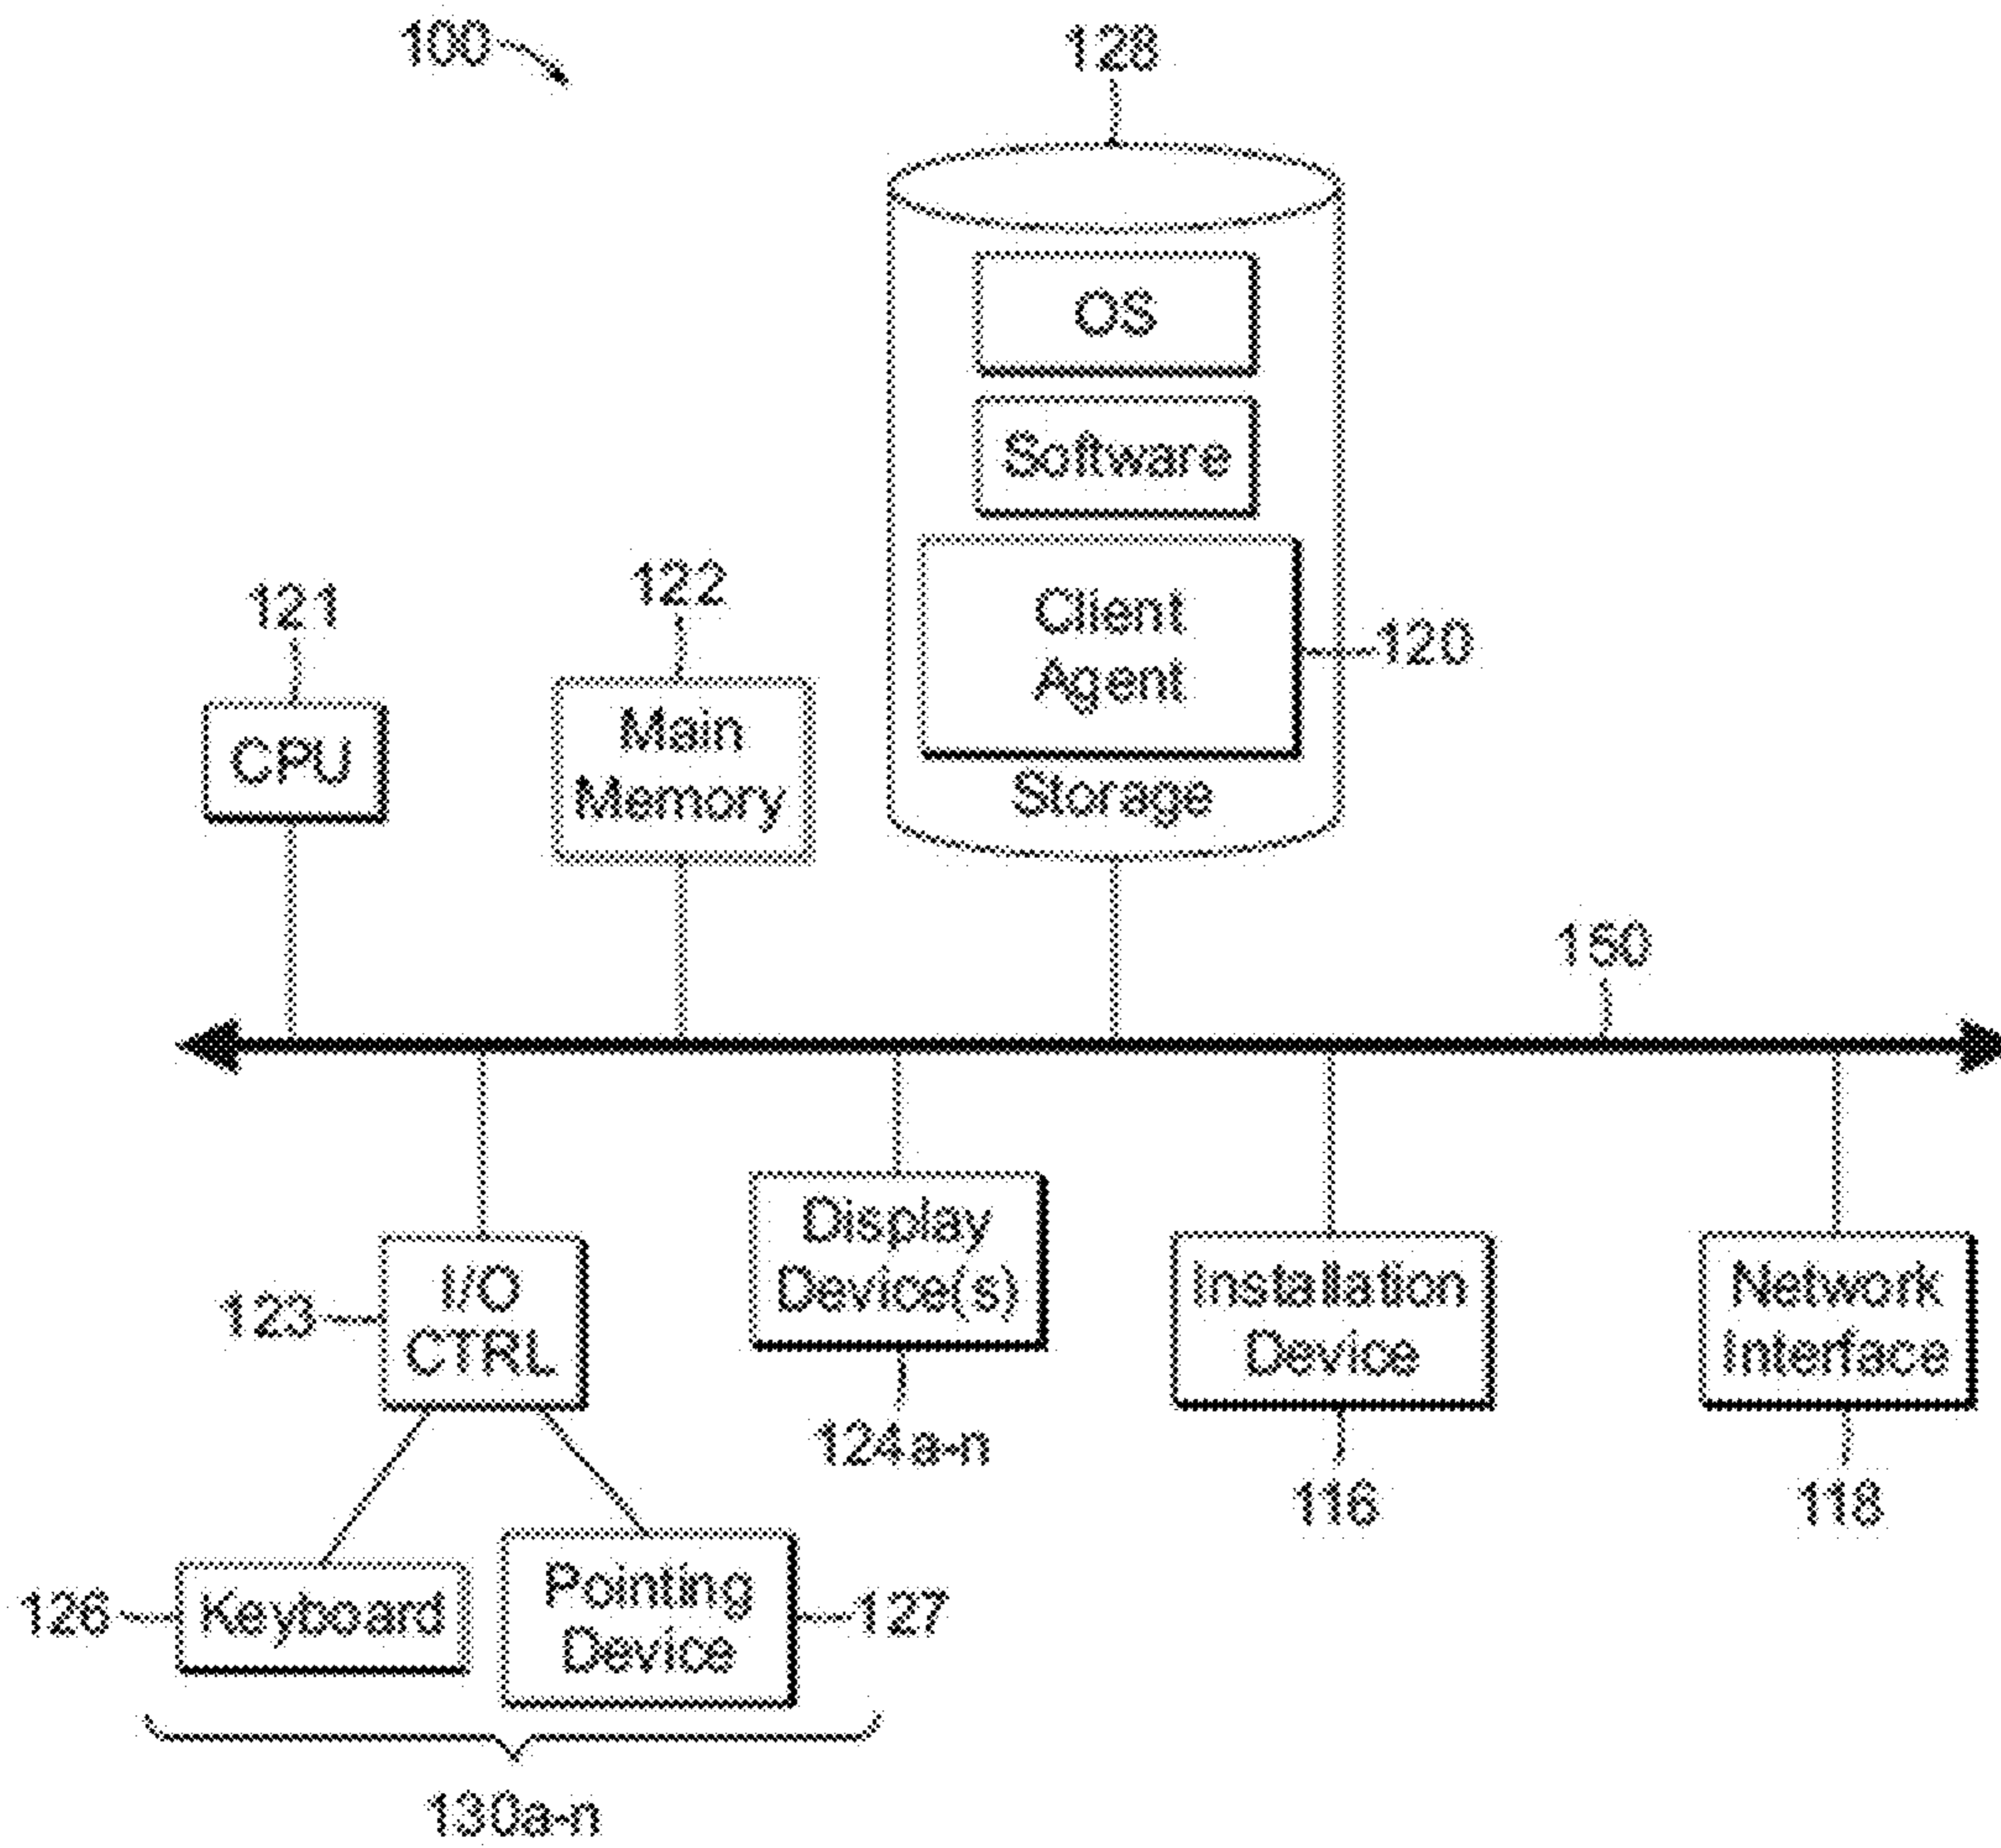 100
128
OS
Software
Client
Agent
120
Storage
121
CPU
122
Main
Memory
150
I/O
CTRL
123
Display
Device(s)
124a-n
Installation
Device
116
Network
Interface
118
126
Keyboard
Pointing
Device
127
130a-n